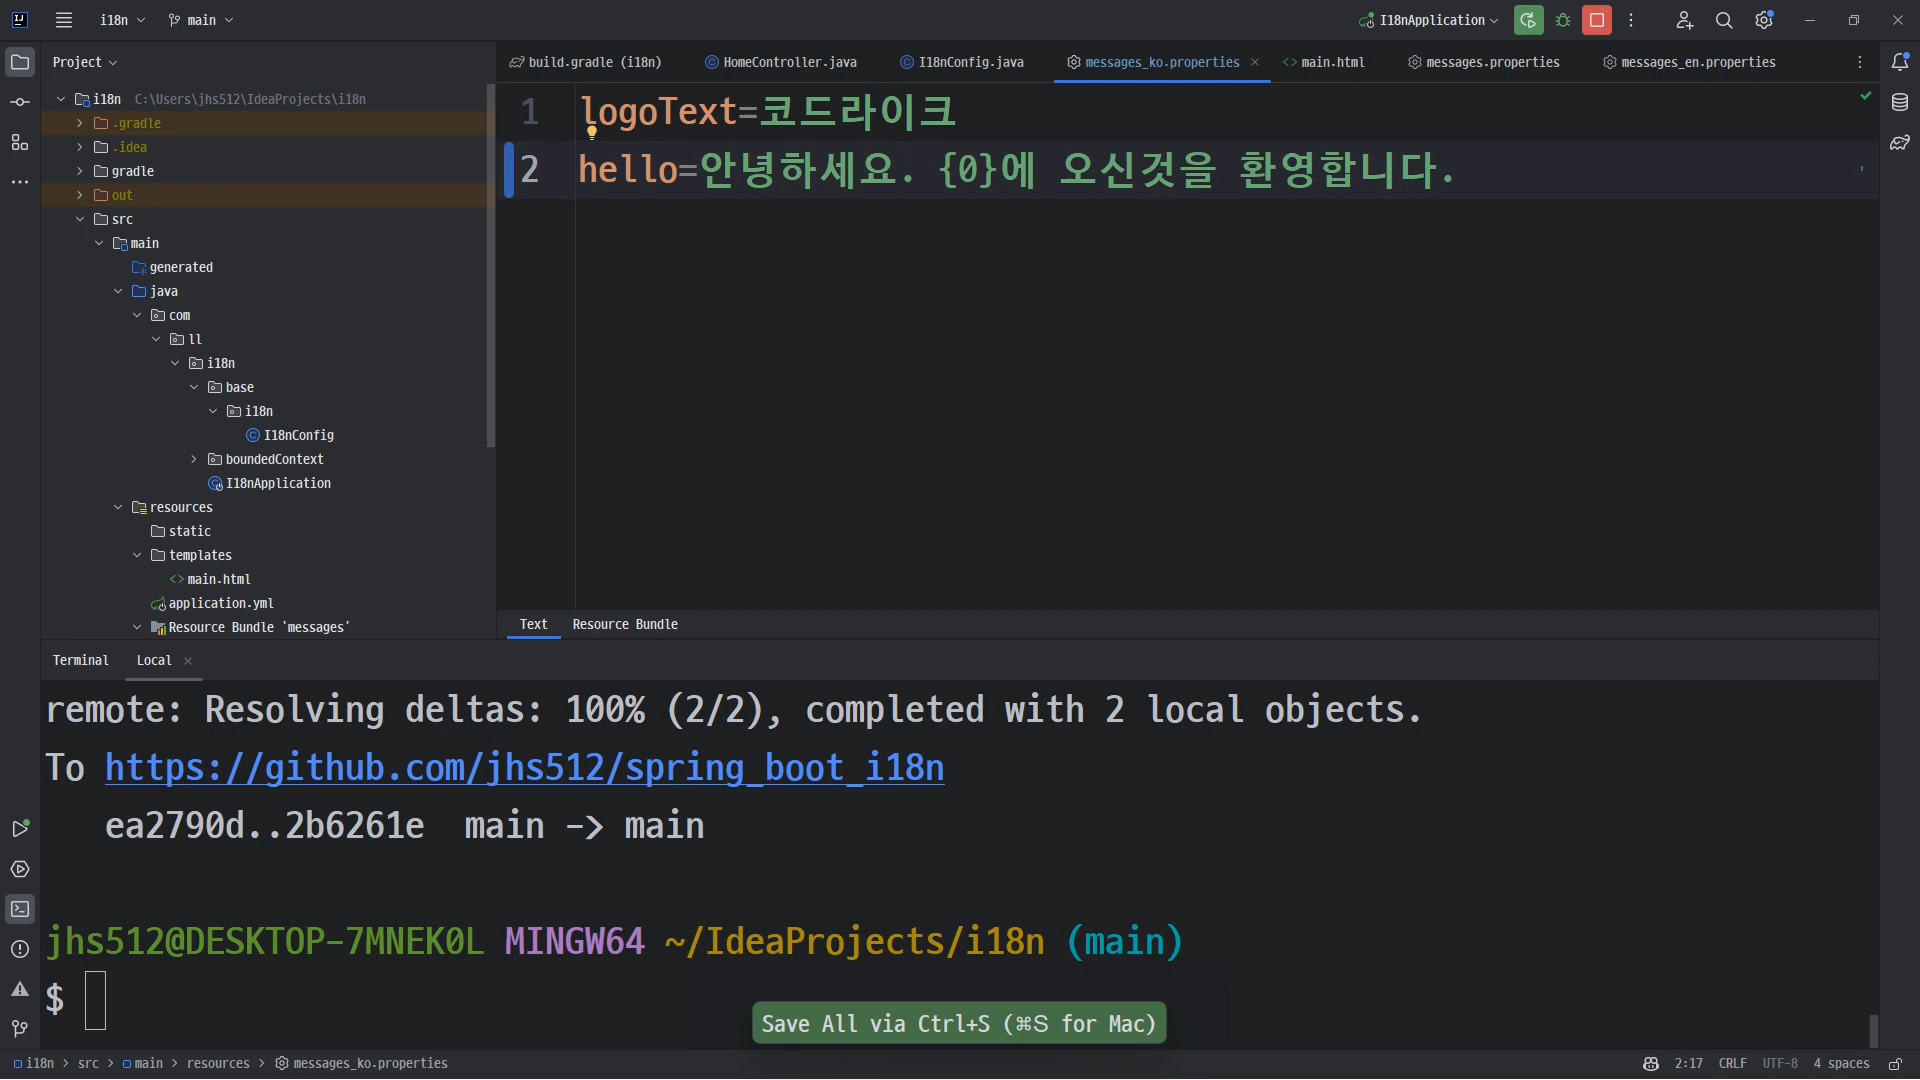 i18n main I18nApplication
Project
build.gradle (i18n) HomeController.java I18nConfig.java messages_ko.properties main.html messages.properties messages_en.properties
i18n C:\Users\jhs512\IdeaProjects\i18n
.gradle
.idea
gradle
out
src
main
generated
java
com
ll
i18n
base
i18n
I18nConfig
boundedContext
I18nApplication
resources
static
templates
main.html
application.yml
Resource Bundle 'messages'
1 logoText=코드라이크
2 hello=안녕하세요. {0}에 오신것을 환영합니다.
Text Resource Bundle
Terminal Local
remote: Resolving deltas: 100% (2/2), completed with 2 local objects.
To https://github.com/jhs512/spring_boot_i18n
ea2790d..2b6261e main -> main
jhs512@DESKTOP-7MNEK0L MINGW64 ~/IdeaProjects/i18n (main)
$
Save All via Ctrl+S (⌘S for Mac)
i18n > src > main > resources > messages_ko.properties 2:17 CRLF UTF-8 4 spaces